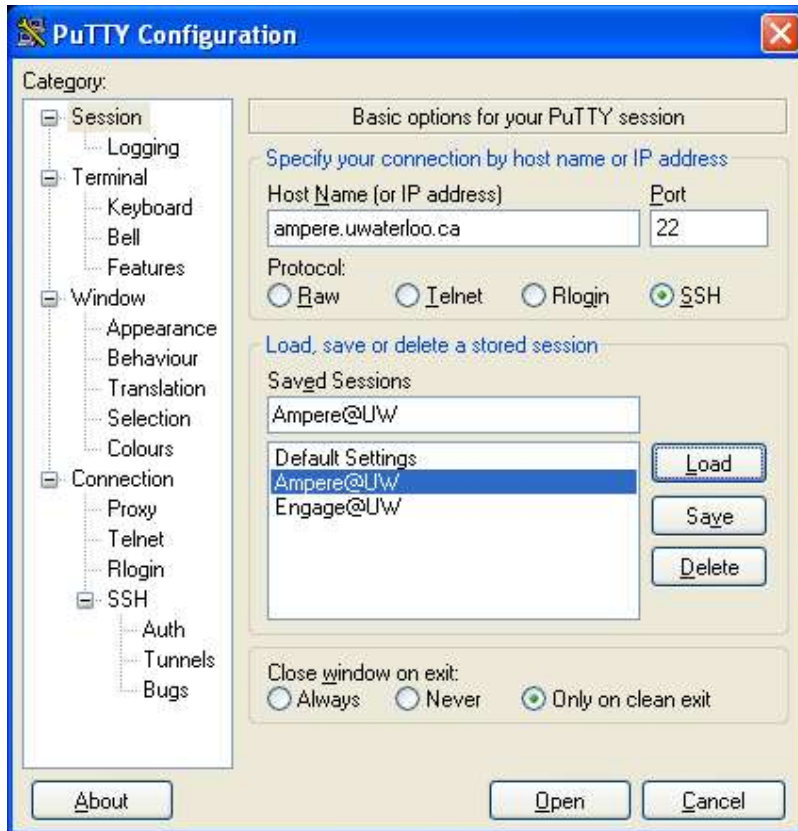 PuTTY Configuration
Category:
Session
Logging
Terminal
Keyboard
Bell
Features
Window
Appearance
Behaviour
Translation
Selection
Colours
Connection
Proxy
Telnet
Rlogin
SSH
Auth
Tunnels
Bugs
Basic options for your PuTTY session
Specify your connection by host name or IP address
Host Name (or IP address) Port
ampere.uwaterloo.ca 22
Protocol:
Raw Telnet Rlogin SSH
Load, save or delete a stored session
Saved Sessions
Ampere@UW
Default Settings
Ampere@UW
Engage@UW
Load
Save
Delete
Close window on exit:
Always Never Only on clean exit
About Open Cancel